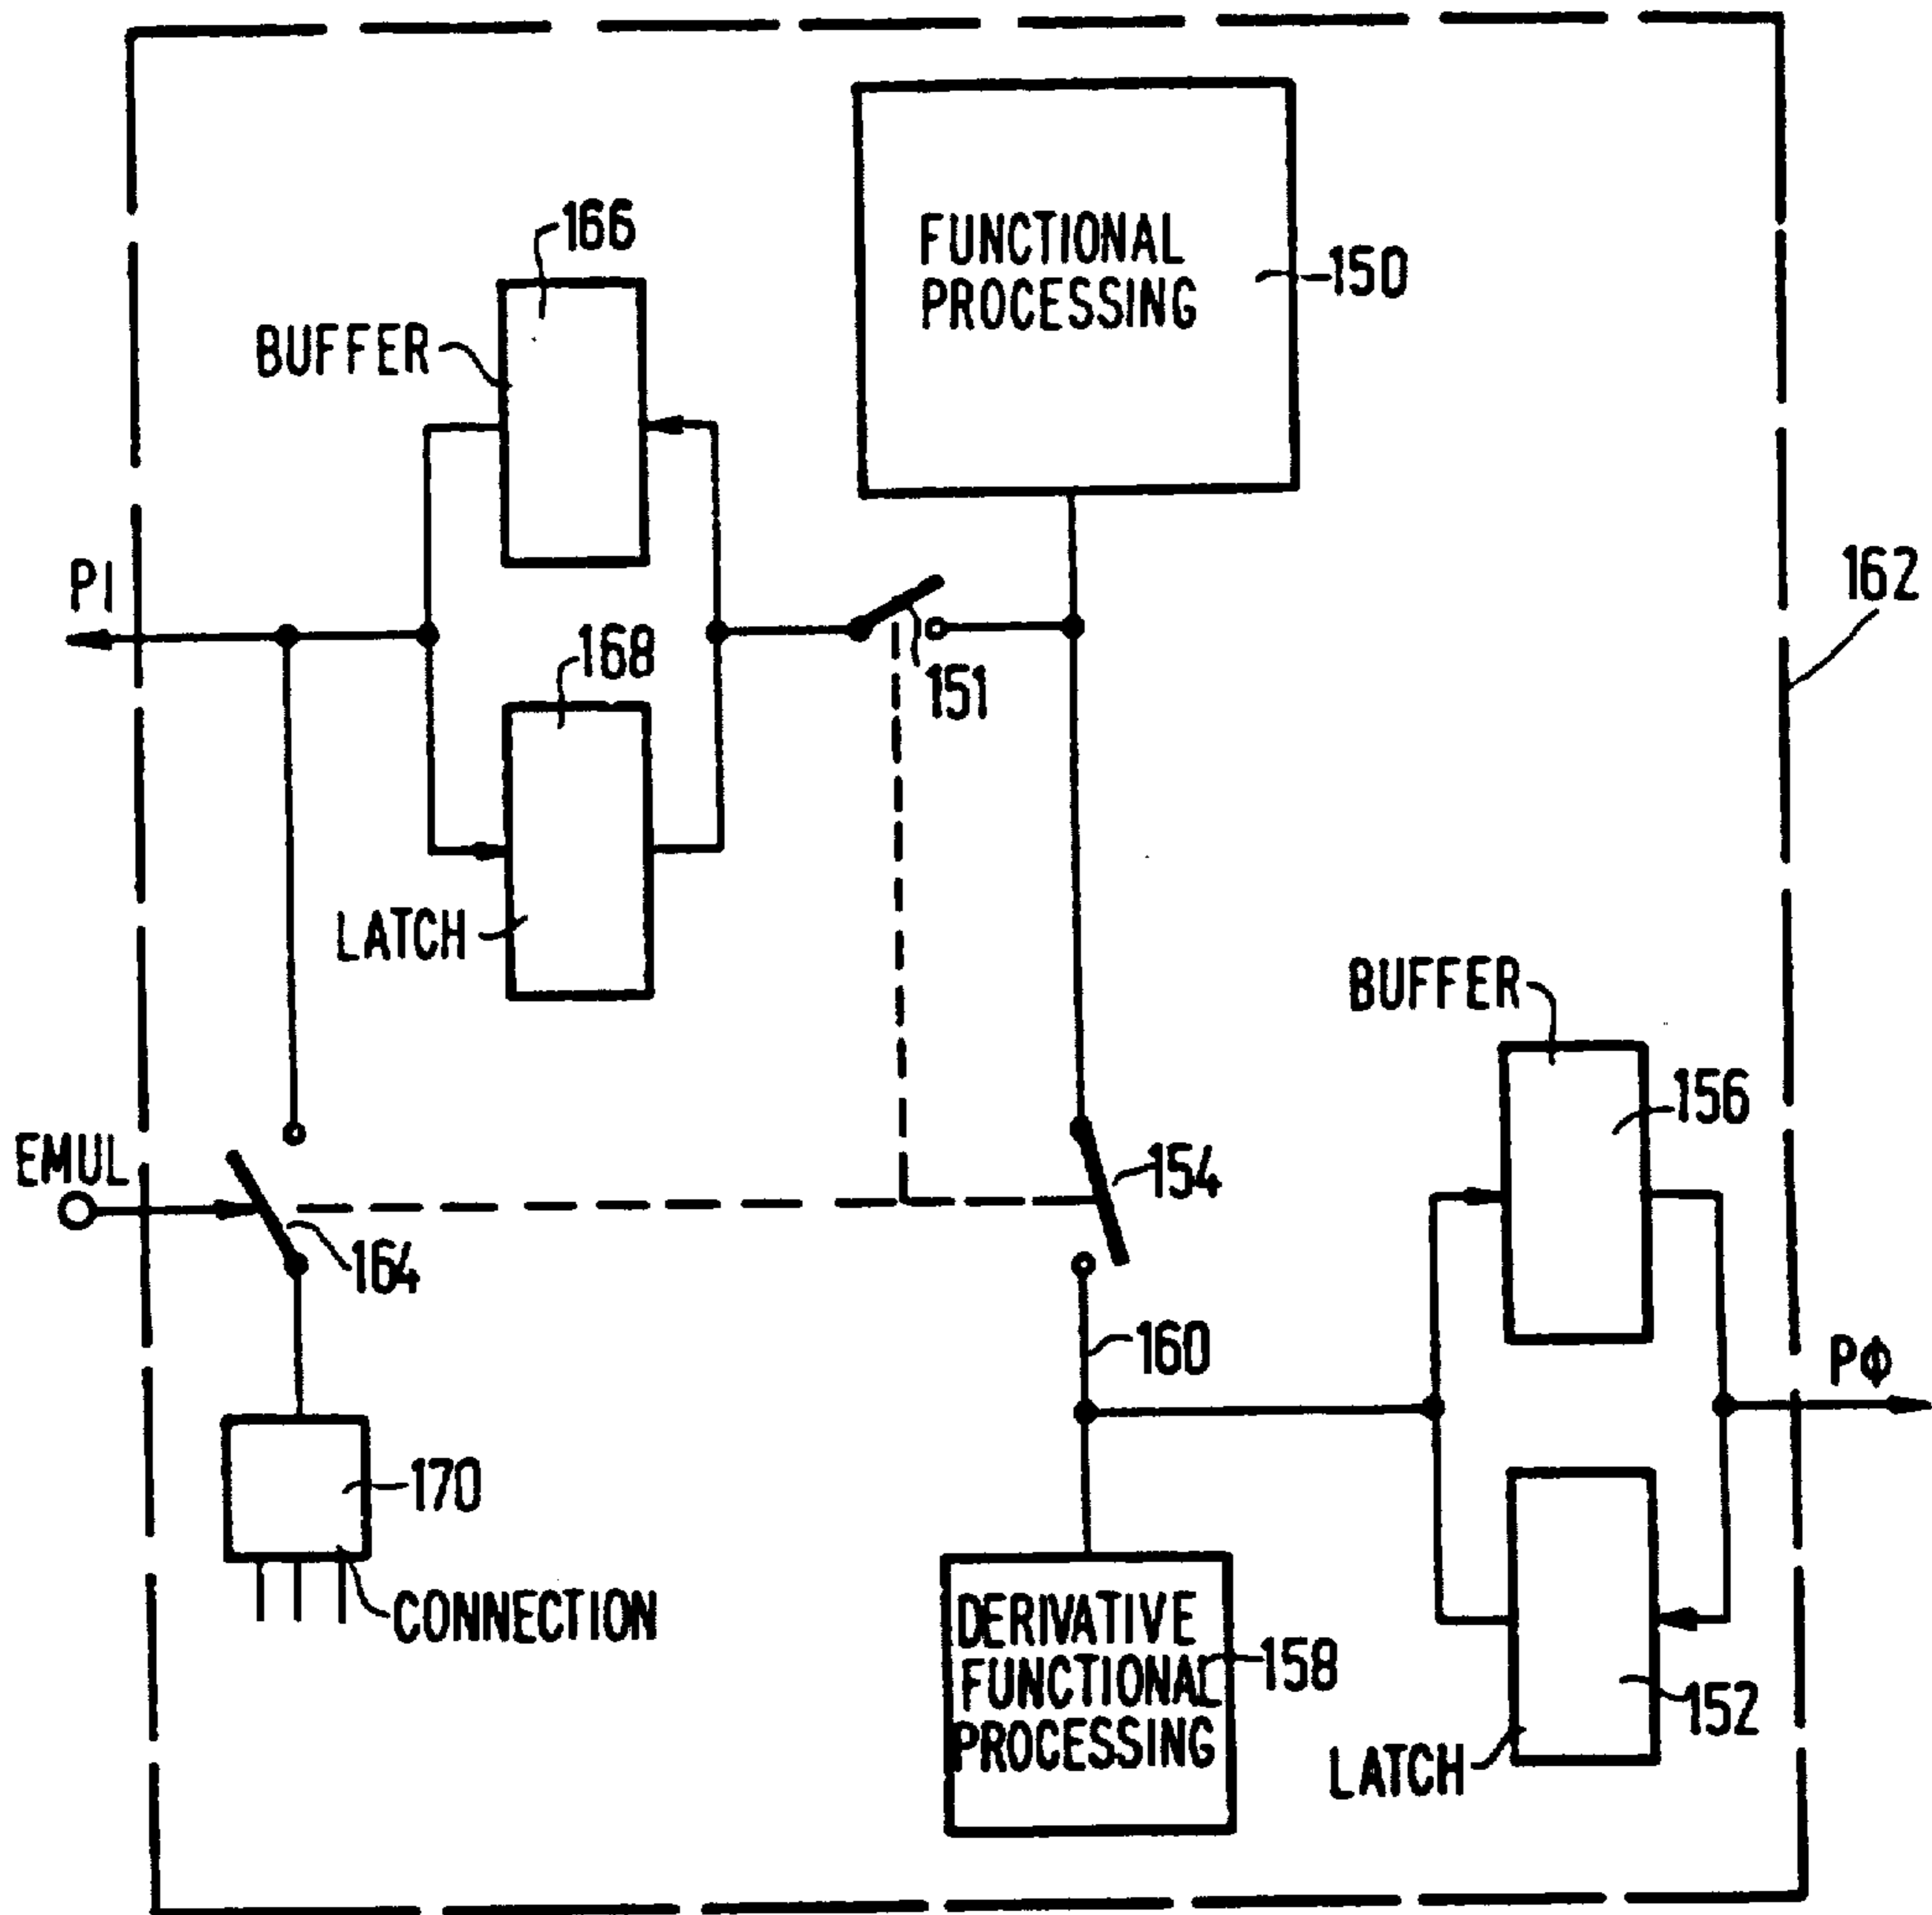 166
FUNCTIONAL
PROCESSING
150
BUFFER
PI
162
168
151
LATCH
BUFFER
156
EMUL
154
164
160
PΦ
170
CONNECTION
DERIVATIVE
FUNCTIONAL
PROCESSING
158
152
LATCH